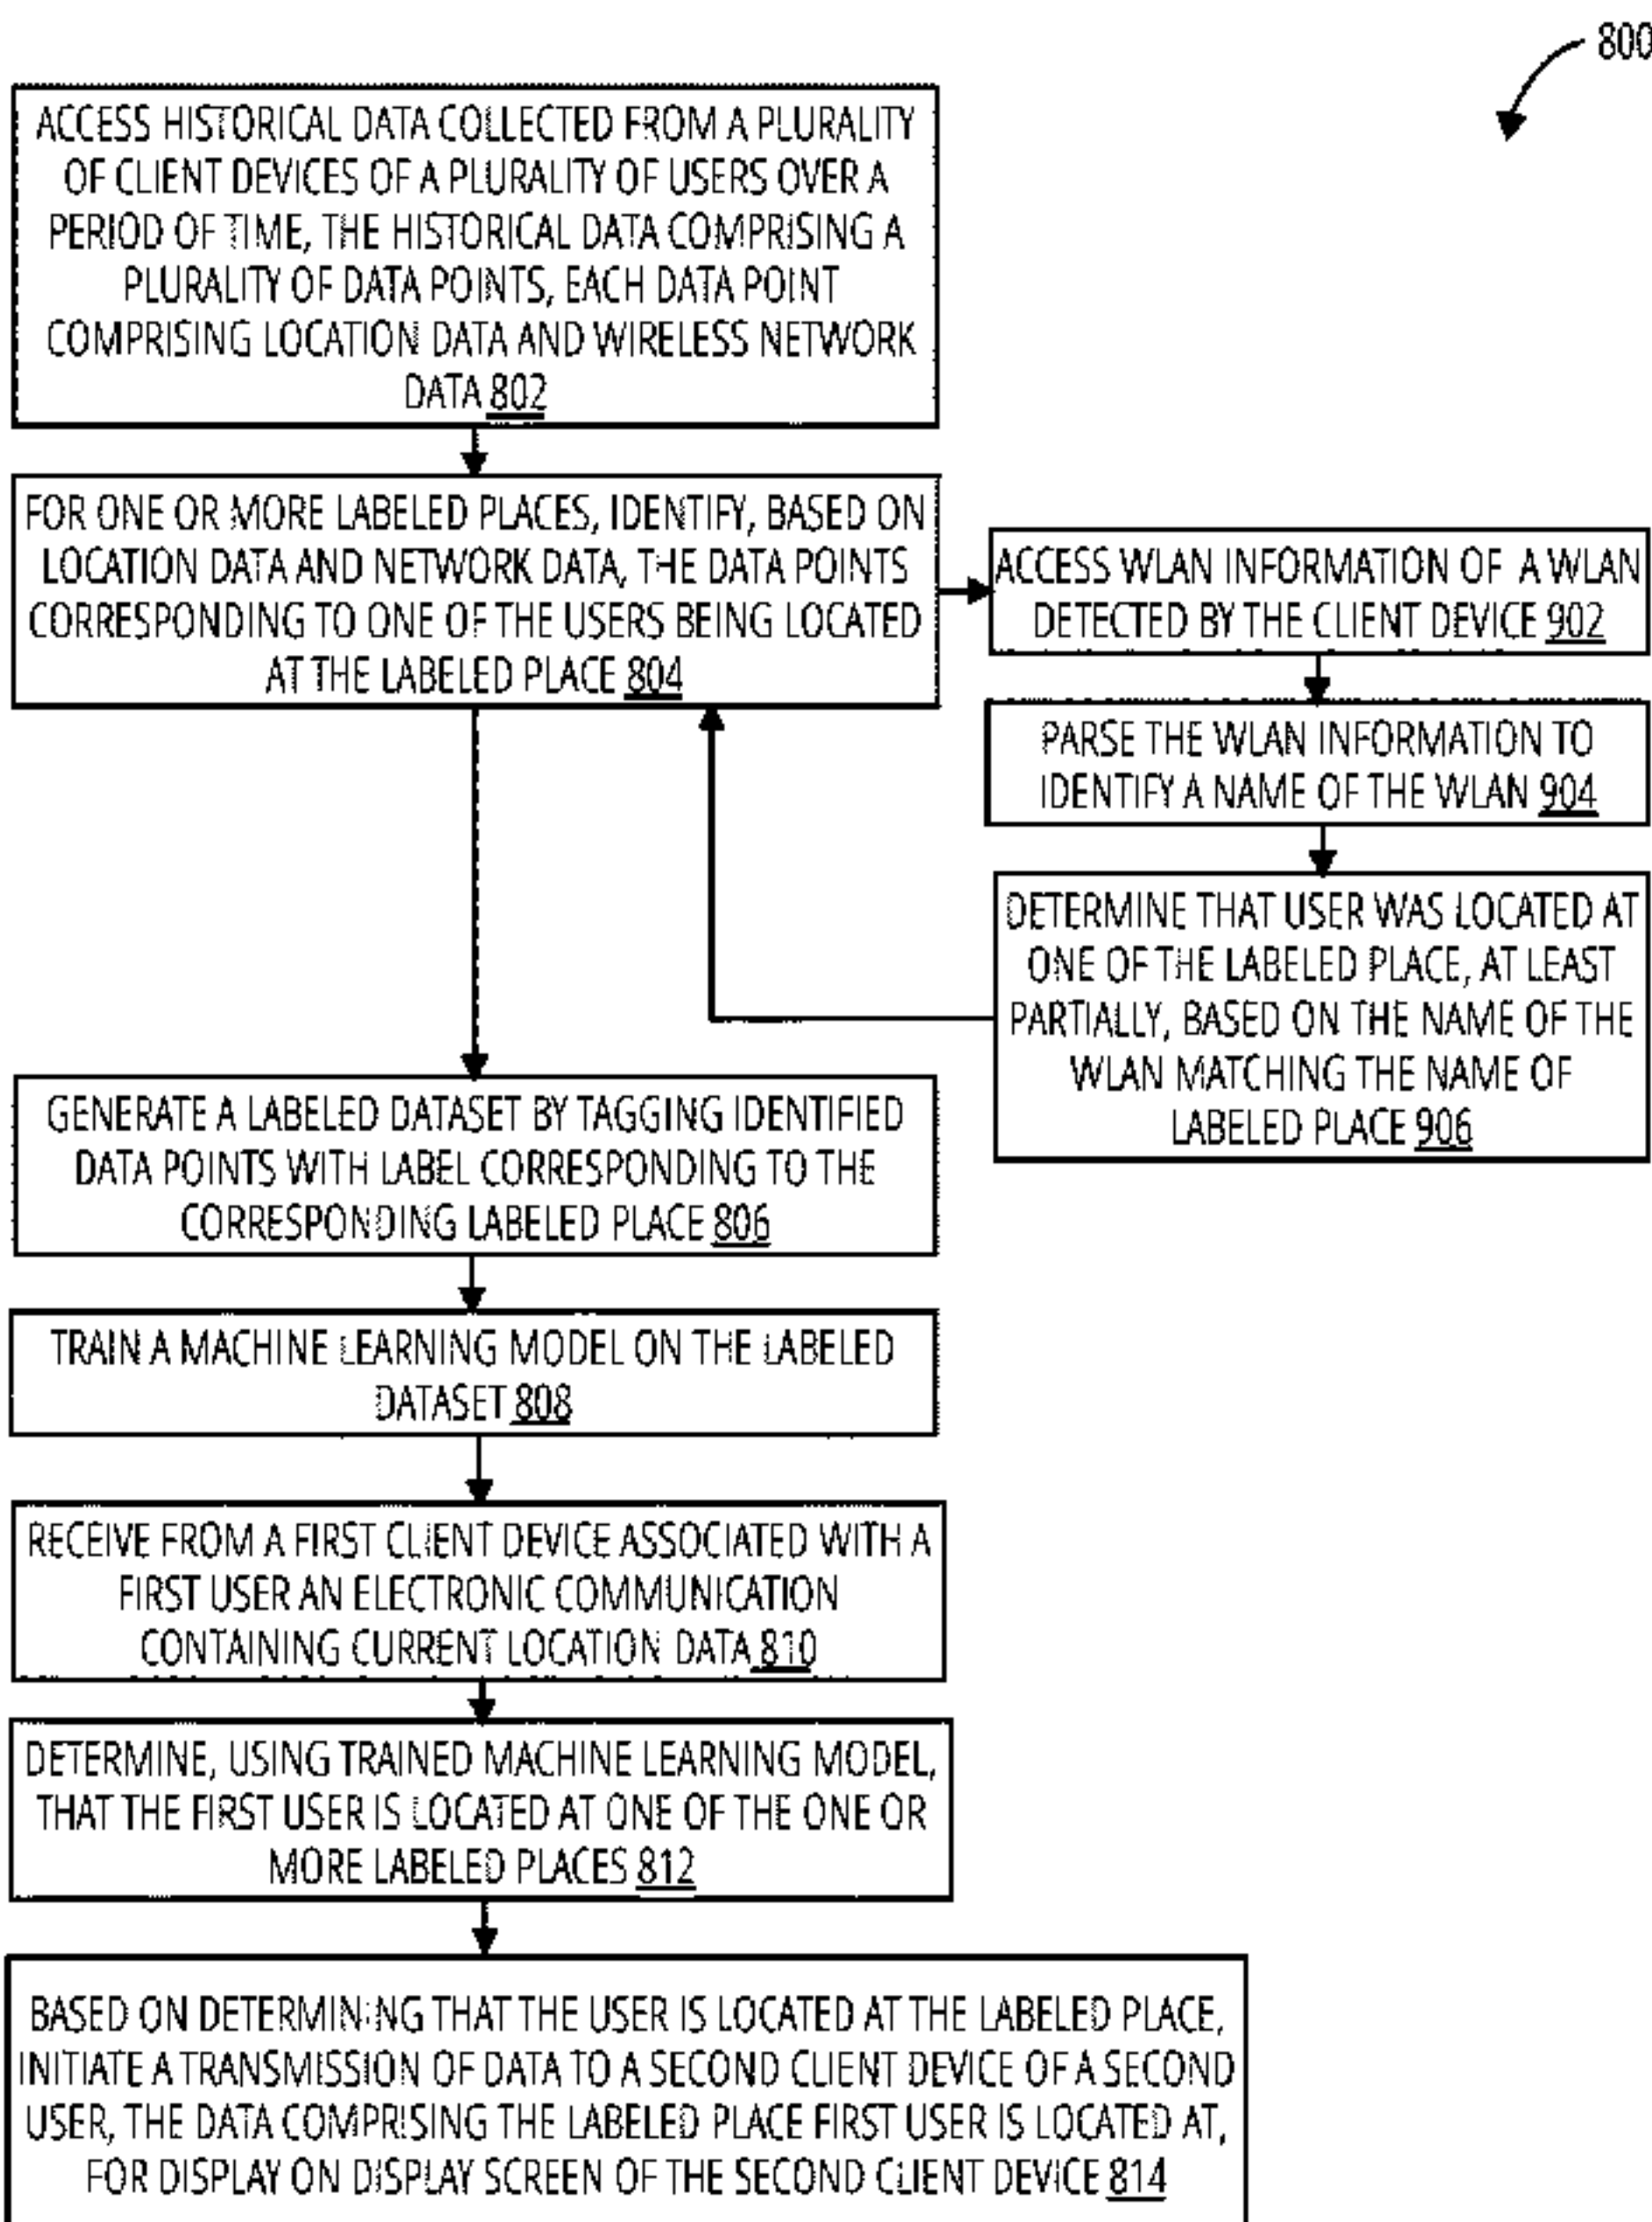 800
ACCESS HISTORICAL DATA COLLECTED FROM A PLURALITY
OF CLIENT DEVICES OF A PLURALITY OF USERS OVER A
PERIOD OF TIME, THE HISTORICAL DATA COMPRISING A
PLURALITY OF DATA POINTS, EACH DATA POINT
COMPRISING LOCATION DATA AND WIRELESS NETWORK
DATA 802
FOR ONE OR MORE LABELED PLACES, IDENTIFY, BASED ON
LOCATION DATA AND NETWORK DATA, THE DATA POINTS
CORRESPONDING TO ONE OF THE USERS BEING LOCATED
AT THE LABELED PLACE 804
ACCESS WLAN INFORMATION OF A WLAN
DETECTED BY THE CLIENT DEVICE 902
PARSE THE WLAN INFORMATION TO
IDENTIFY A NAME OF THE WLAN 904
DETERMINE THAT USER WAS LOCATED AT
ONE OF THE LABELED PLACE, AT LEAST
PARTIALLY, BASED ON THE NAME OF THE
WLAN MATCHING THE NAME OF
LABELED PLACE 906
GENERATE A LABELED DATASET BY TAGGING IDENTIFIED
DATA POINTS WITH LABEL CORRESPONDING TO THE
CORRESPONDING LABELED PLACE 806
TRAIN A MACHINE LEARNING MODEL ON THE LABELED
DATASET 808
RECEIVE FROM A FIRST CLIENT DEVICE ASSOCIATED WITH A
FIRST USER AN ELECTRONIC COMMUNICATION
CONTAINING CURRENT LOCATION DATA 810
DETERMINE, USING TRAINED MACHINE LEARNING MODEL,
THAT THE FIRST USER IS LOCATED AT ONE OF THE ONE OR
MORE LABELED PLACES 812
BASED ON DETERMINING THAT THE USER IS LOCATED AT THE LABELED PLACE,
INITIATE A TRANSMISSION OF DATA TO A SECOND CLIENT DEVICE OF A SECOND
USER, THE DATA COMPRISING THE LABELED PLACE FIRST USER IS LOCATED AT,
FOR DISPLAY ON DISPLAY SCREEN OF THE SECOND CLIENT DEVICE 814